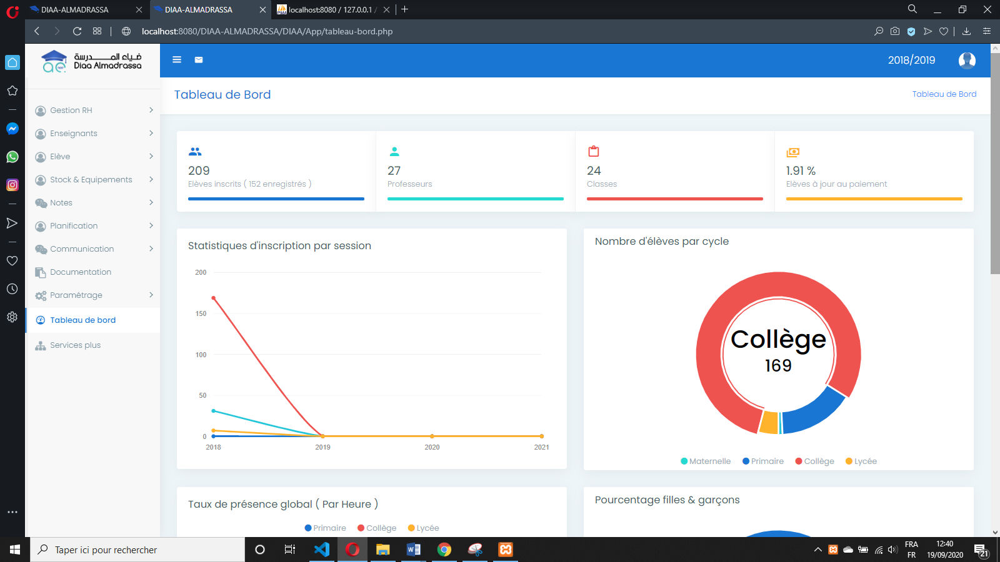 DIAA-ALMADRASSA
DIAA-ALMADRASSA
localhost:8080 / 127.0.0.1 /
localhost:8080/DIAA-ALMADRASSA/DIAA/App/tableau-bord.php
ضياء المـــدرسة
Diaa Almadrassa
2018/2019
Tableau de Bord
Tableau de Bord
Gestion RH
Enseignants
Elève
Stock & Equipements
Notes
Planification
Communication
Documentation
Paramétrage
Tableau de bord
Services plus
209
Elèves inscrits ( 152 enregistrés )
27
Professeurs
24
Classes
1.91 %
Elèves à jour au paiement
Statistiques d'inscription par session
200
150
100
50
0
2018 2019 2020 2021
Nombre d'élèves par cycle
Collège
169
Maternelle Primaire Collège Lycée
Taux de présence global ( Par Heure )
Primaire Collège Lycée
Pourcentage filles & garçons
Taper ici pour rechercher
FRA
FR
12:40
19/09/2020
21